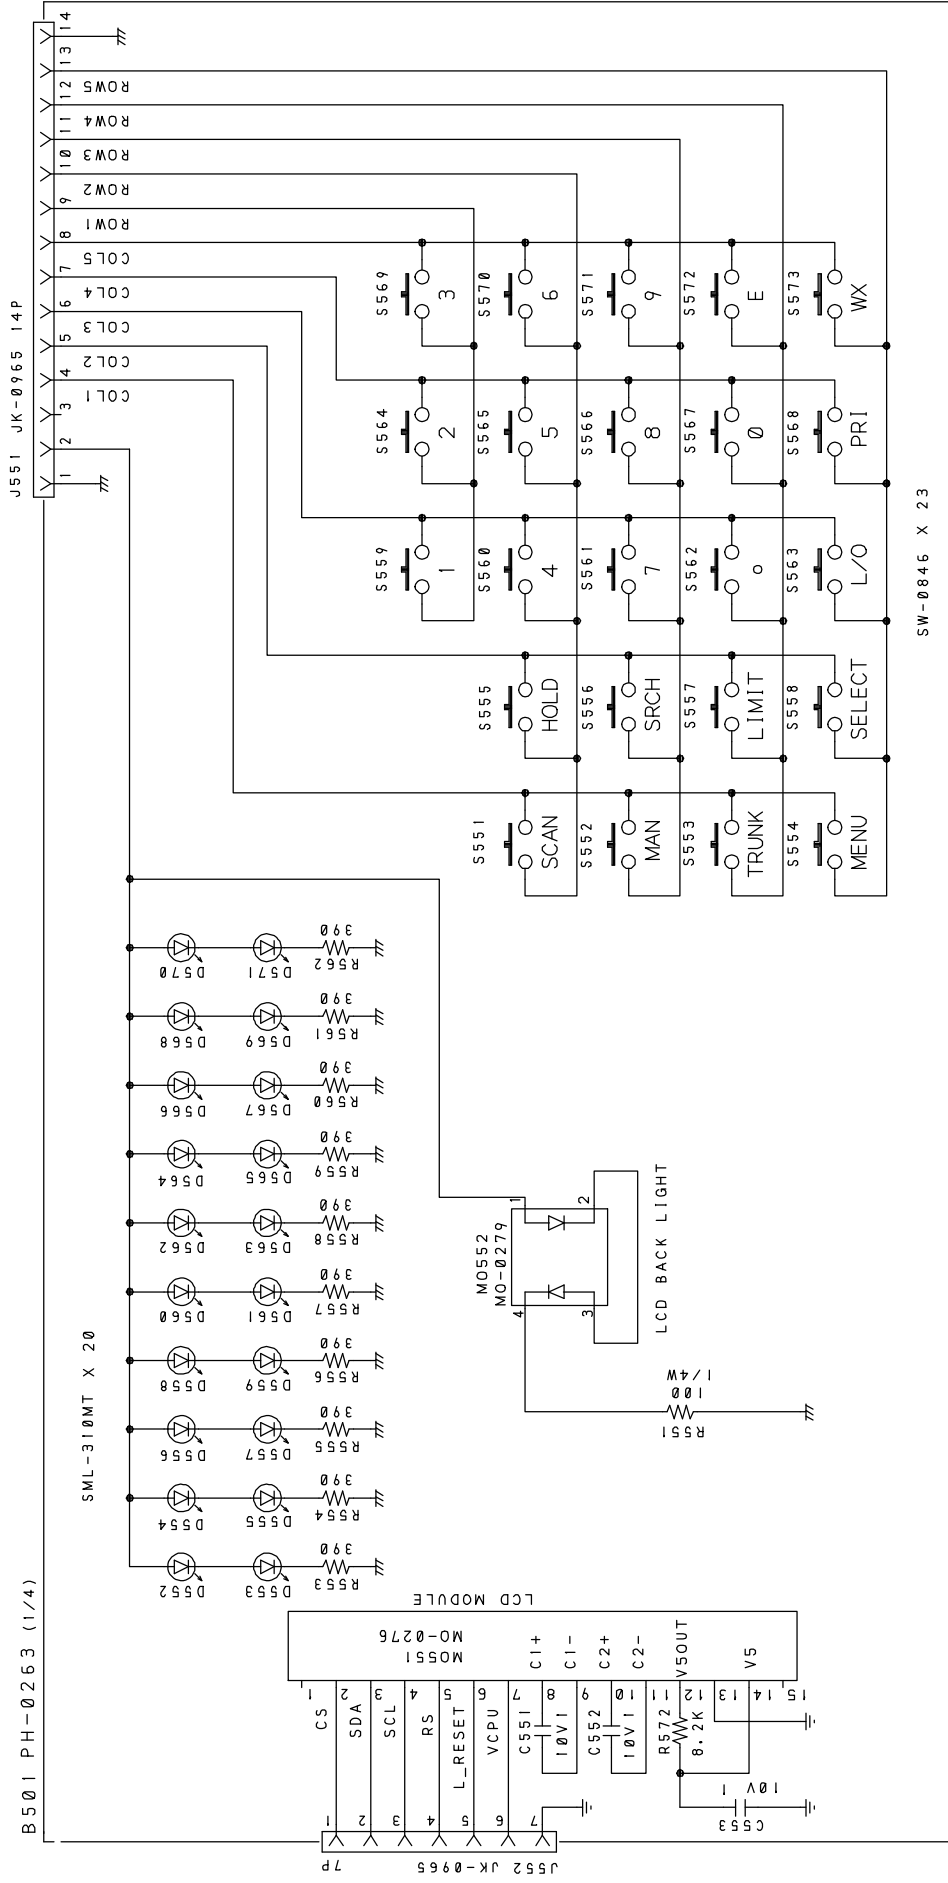 B501 PH-0263 (1/4)
J551 JK-0965 14P
1
2
3
4
5
6
7
8
9
10
11
12
13
14
COL1
COL2
COL3
COL4
COL5
ROW1
ROW2
ROW3
ROW4
ROW5
SML-310MT X 20
D552
D553
R553
390
D554
D555
R554
390
D556
D557
R555
390
D558
D559
R556
390
D560
D561
R557
390
D562
D563
R558
390
D564
D565
R559
390
D566
D567
R560
390
D568
D569
R561
390
D570
D571
R562
390
S551
SCAN
S552
MAN
S553
TRUNK
S554
MENU
S555
HOLD
S556
SRCH
S557
LIMIT
S558
SELECT
S559
1
S560
4
S561
7
S562
o
S563
L/O
S564
2
S565
5
S566
8
S567
0
S568
PRI
S569
3
S570
6
S571
9
S572
E
S573
WX
SW-0846 X 23
MO552
MO-0279
1
2
3
4
LCD BACK LIGHT
R551
100
1/4W
LCD MODULE
MO551
MO-0276
C1+
C1-
C2+
C2-
V5OUT
V5
1
2
3
4
5
6
7
8
9
10
11
12
13
14
15
CS
SDA
SCL
RS
L_RESET
VCPU
C551
10V1
C552
10V1
R572
8.2K
C553
1
10V
1
2
3
4
5
6
7
7P
J552 JK-0965